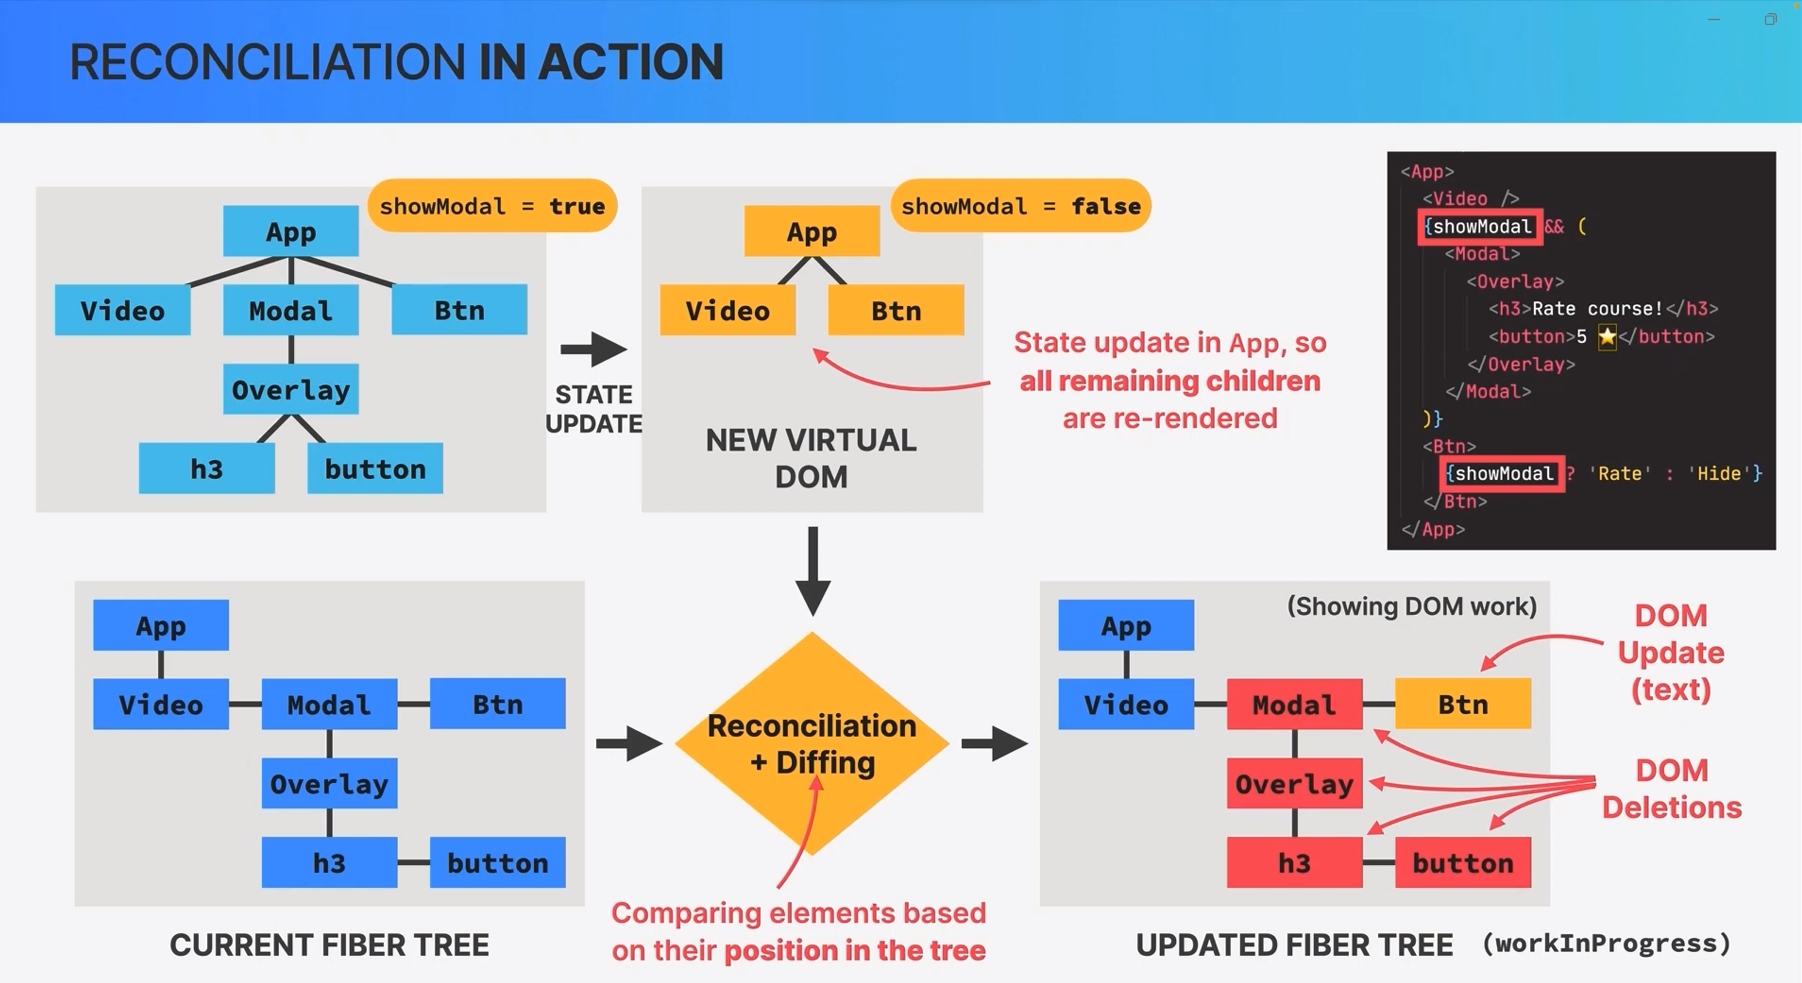 RECONCILIATION IN ACTION
showModal = true
App
Video
Modal
Btn
Overlay
h3
button
STATE
UPDATE
showModal = false
App
Video
Btn
NEW VIRTUAL
DOM
State update in App, so
all remaining children
are re-rendered
<App>
<Video />
{showModal && (
<Modal>
<Overlay>
<h3>Rate course!</h3>
<button>5 ⭐</button>
</Overlay>
</Modal>
)}
<Btn>
{showModal ? 'Rate' : 'Hide'}
</Btn>
</App>
App
Video
Modal
Btn
Overlay
h3
button
CURRENT FIBER TREE
Reconciliation
+ Diffing
Comparing elements based
on their position in the tree
(Showing DOM work)
App
Video
Modal
Btn
Overlay
h3
button
DOM
Update
(text)
DOM
Deletions
UPDATED FIBER TREE (workInProgress)